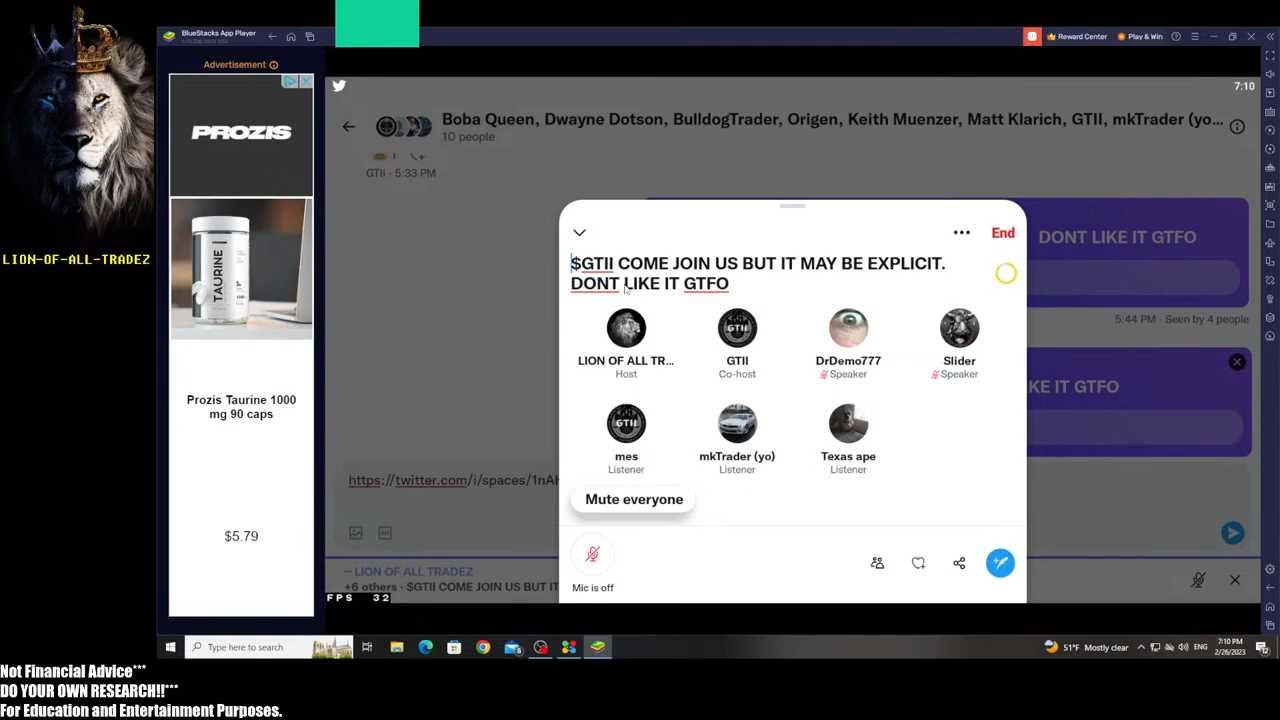 BlueStacks App Player
Reward Center
Play & Win
Advertisement
PROZIS
TAURINE
Prozis Taurine 1000
mg 90 caps
$5.79
LION-OF-ALL-TRADEZ
7:10
Boba Queen, Dwayne Dotson, BulldogTrader, Origen, Keith Muenzer, Matt Klarich, GTII, mkTrader (yo...
10 people
1
GTII · 5:33 PM
DONT LIKE IT GTFO
5:44 PM · Seen by 4 people
KE IT GTFO
End
$GTII COME JOIN US BUT IT MAY BE EXPLICIT.
DONT LIKE IT GTFO
LION OF ALL TR...
Host
GTII
GTII
Co-host
DrDemo777
Speaker
Slider
Speaker
GTII
mes
Listener
mkTrader (yo)
Listener
Texas ape
Listener
Mute everyone
Mic is off
https://twitter.com/i/spaces/1nAK
GIF
LION OF ALL TRADEZ
+6 others - $GTII COME JOIN US BUT IT
FPS 32
Type here to search
51°F Mostly clear
ENG
7:10 PM
2/26/2023
Not Financial Advice***
DO YOUR OWN RESEARCH!!***
For Education and Entertainment Purposes.